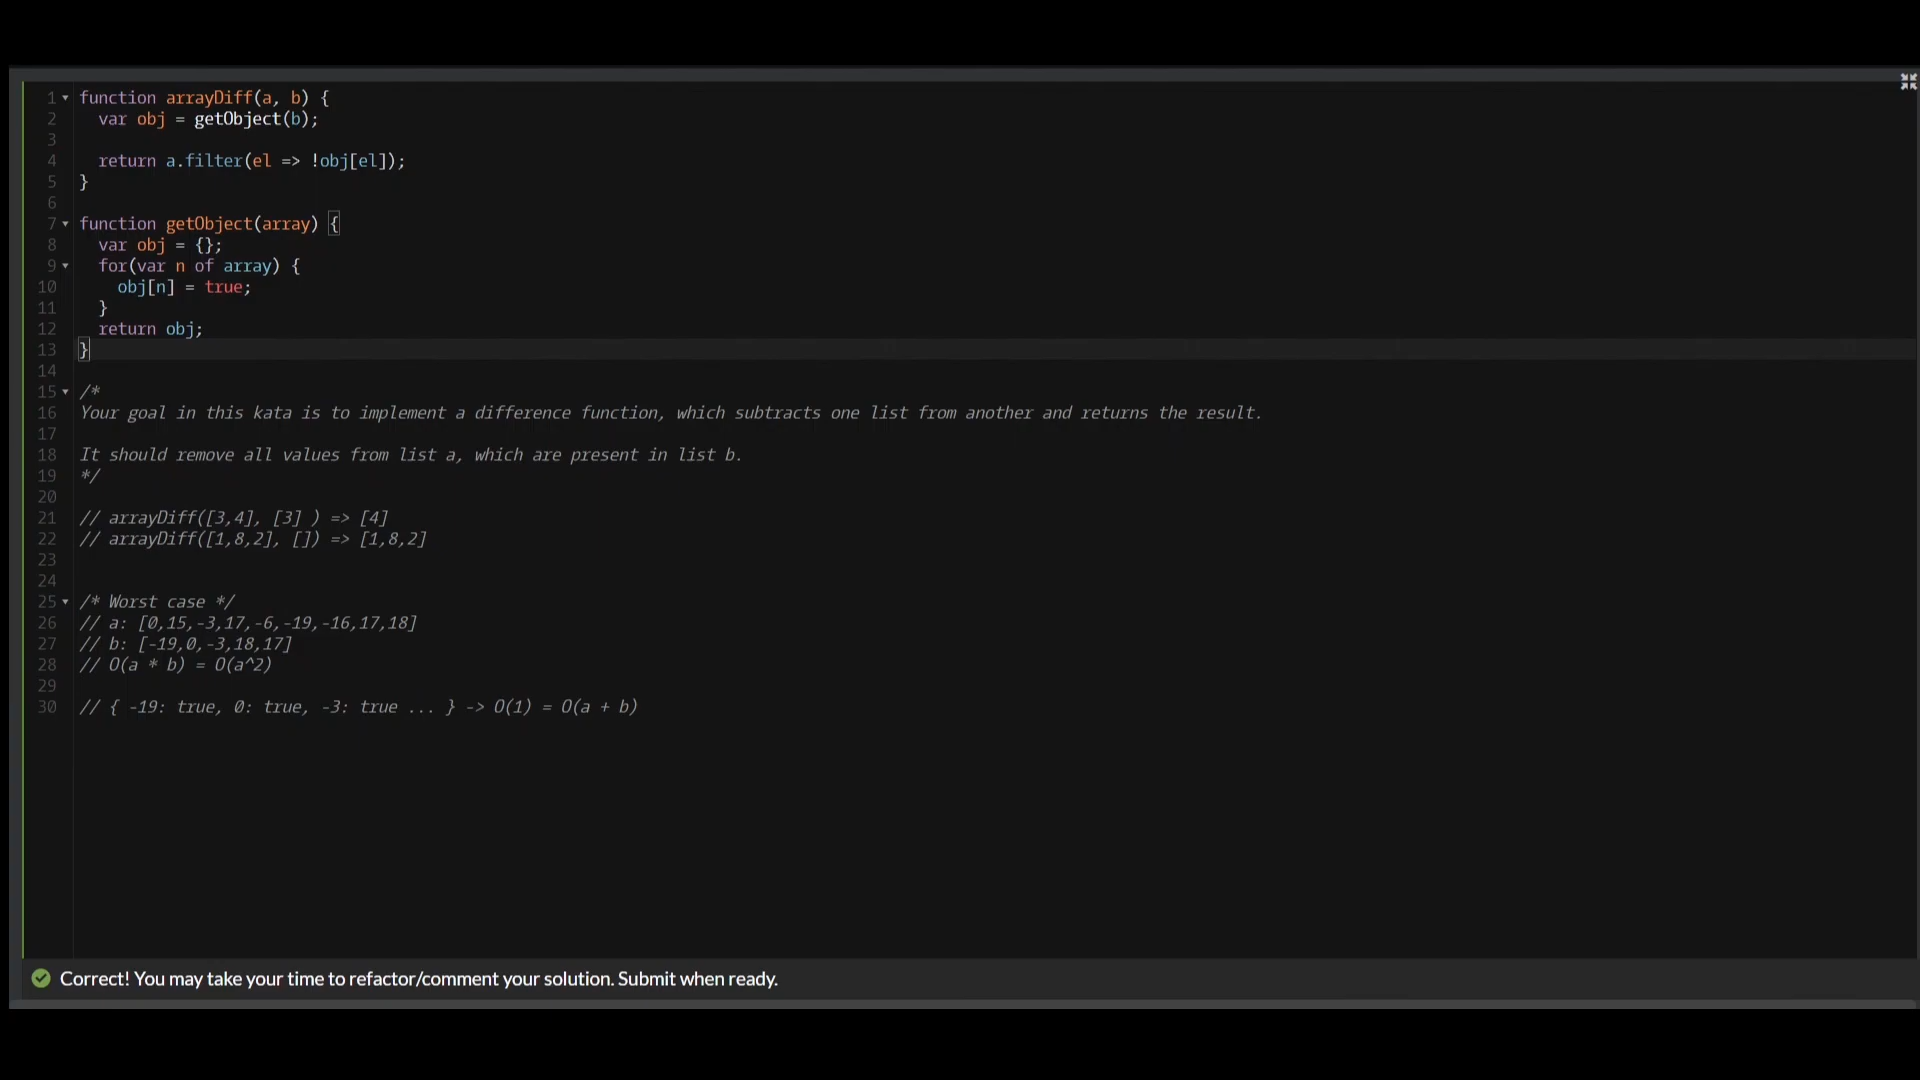 1 function arrayDiff(a, b) {
2 var obj = getObject(b);
3
4 return a.filter(el => !obj[el]);
5 }
6
7 function getObject(array) {
8 var obj = {};
9 for(var n of array) {
10 obj[n] = true;
11 }
12 return obj;
13 }
14
15 /*
16 Your goal in this kata is to implement a difference function, which subtracts one list from another and returns the result.
17
18 It should remove all values from list a, which are present in list b.
19 */
20
21 // arrayDiff([3,4], [3] ) => [4]
22 // arrayDiff([1,8,2], []) => [1,8,2]
23
24
25 /* Worst case */
26 // a: [0,15,-3,17,-6,-19,-16,17,18]
27 // b: [-19,0,-3,18,17]
28 // O(a * b) = O(a^2)
29
30 // { -19: true, 0: true, -3: true ... } -> O(1) = O(a + b)
Correct! You may take your time to refactor/comment your solution. Submit when ready.